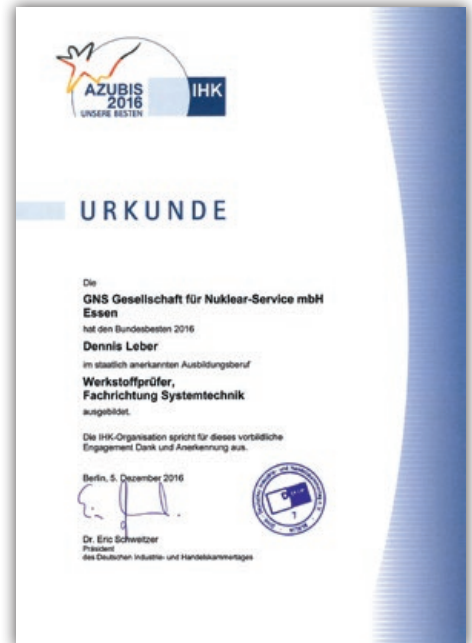 AZUBIS
2016
UNSERE BESTEN
IHK
URKUNDE
Die
GNS Gesellschaft für Nuklear-Service mbH
Essen
hat den Bundesbesten 2016
Dennis Leber
im staatlich anerkannten Ausbildungsberuf
Werkstoffprüfer,
Fachrichtung Systemtechnik
ausgebildet.
Die IHK-Organisation spricht für dieses vorbildliche
Engagement Dank und Anerkennung aus.
Berlin, 5. Dezember 2016
Dr. Eric Schweitzer
Präsident
des Deutschen Industrie- und Handelskammertages